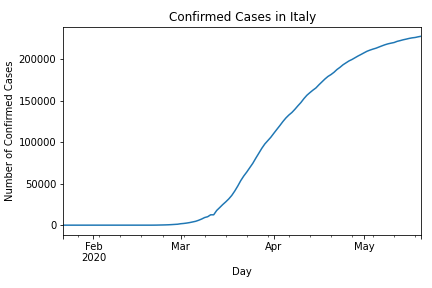 Confirmed Cases in Italy
Number of Confirmed Cases
200000
150000
100000
50000
0
Feb
2020
Mar
Apr
May
Day